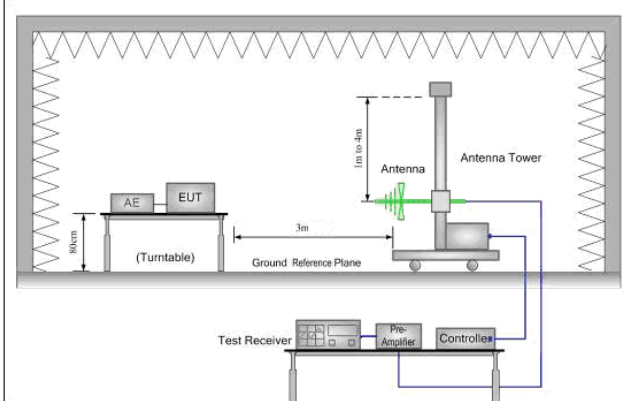 1m to 4m
Antenna
Antenna Tower
AE
EUT
80cm
(Turntable)
3m
Ground Reference Plane
Test Receiver
Pre-
Amplifier
Controller